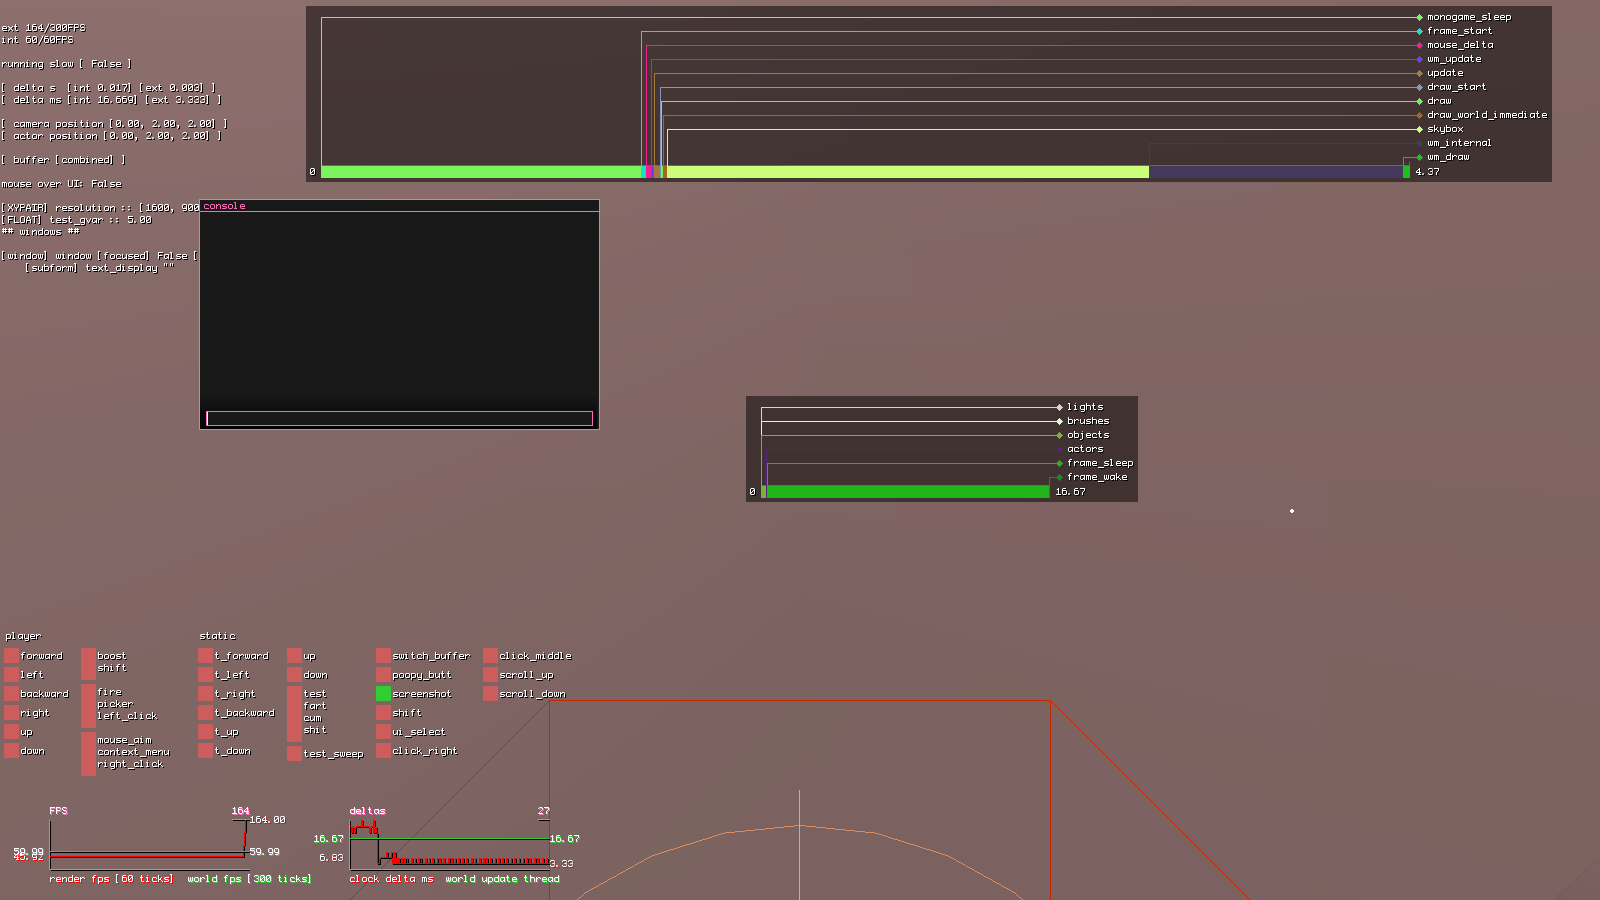 ext 164/300FPS
int 60/60FPS
running slow [ False ]
[ delta s  [int 0.017] [ext 0.003] ]
[ delta ms [int 16.669] [ext 3.333] ]
[ camera position [0.00, 2.00, 2.00] ]
[ actor position [0.00, 2.00, 2.00] ]
[ buffer [combined] ]
mouse over UI: False
[XYPAIR] resolution :: [1600, 900
[FLOAT] test_gvar :: 5.00
## windows ##
[window] window [focused] False [
[subform] text_display ""
monogame_sleep
frame_start
mouse_delta
wm_update
update
draw_start
draw
draw_world_immediate
skybox
wm_internal
wm_draw
0 4.37
console
lights
brushes
objects
actors
frame_sleep
frame_wake
0 16.67
player
forward
left
backward
right
up
down
boost
shift
fire
picker
left_click
mouse_aim
context_menu
right_click
static
t_forward
t_left
t_right
t_backward
t_up
t_down
up
down
test
fart
cum
shit
test_sweep
switch_buffer
poopy_butt
screenshot
shift
ui_select
click_right
click_middle
scroll_up
scroll_down
FPS 164
164.00
59.99 59.99
render fps [60 ticks] world fps [300 ticks]
deltas 27
16.67 16.67
6.83 3.33
clock delta ms world update thread